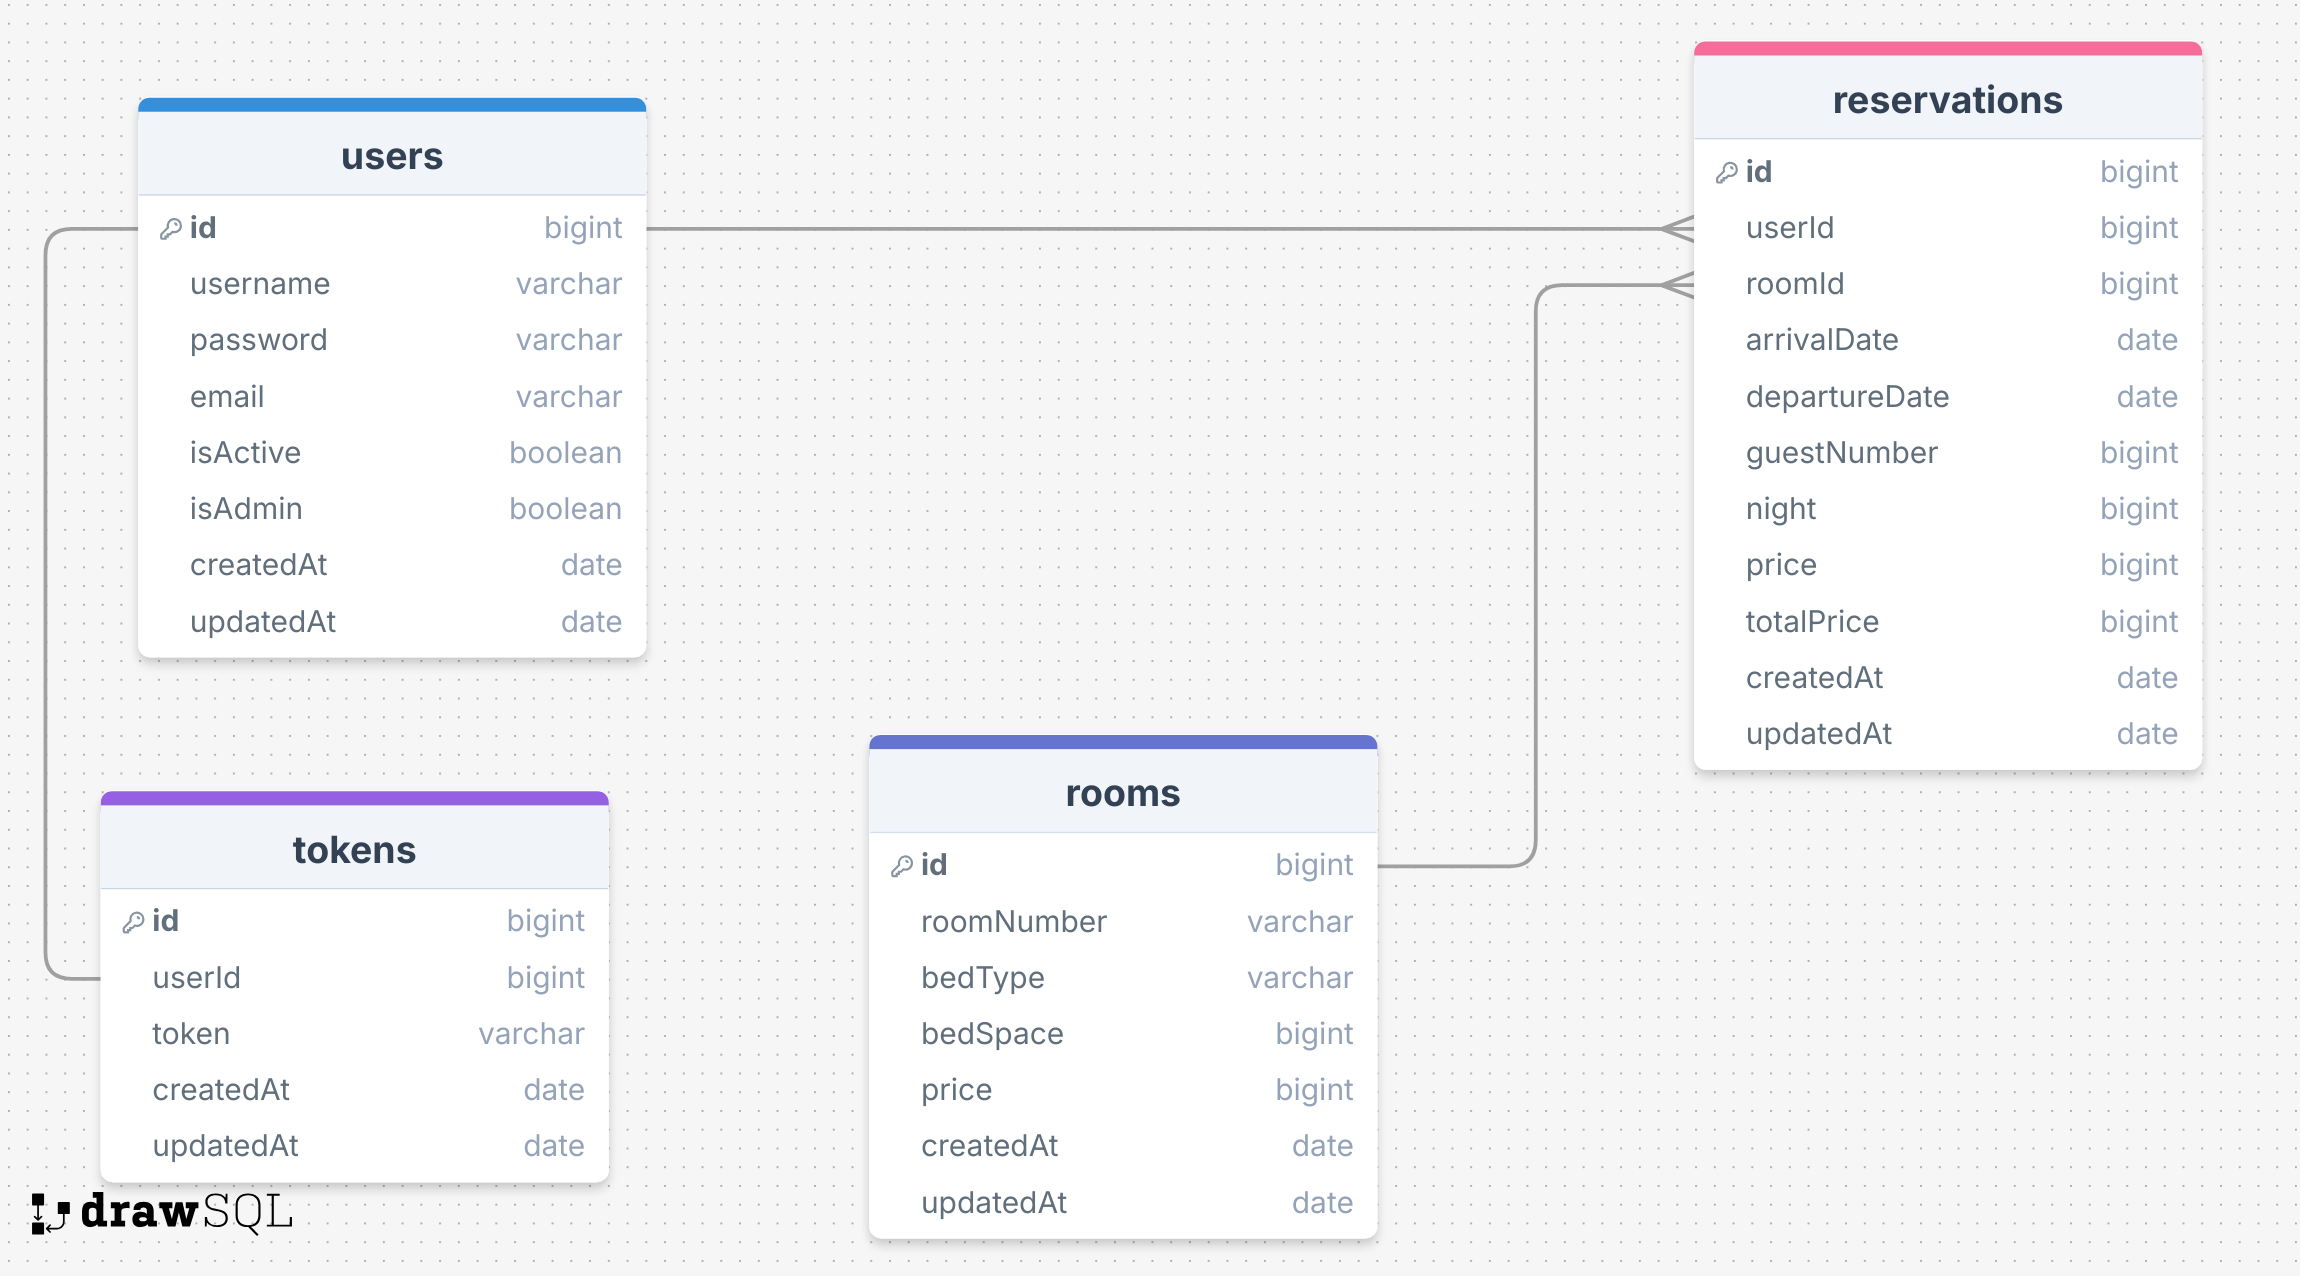 users
id bigint
username varchar
password varchar
email varchar
isActive boolean
isAdmin boolean
createdAt date
updatedAt date
tokens
id bigint
userId bigint
token varchar
createdAt date
updatedAt date
rooms
id bigint
roomNumber varchar
bedType varchar
bedSpace bigint
price bigint
createdAt date
updatedAt date
reservations
id bigint
userId bigint
roomId bigint
arrivalDate date
departureDate date
guestNumber bigint
night bigint
price bigint
totalPrice bigint
createdAt date
updatedAt date
drawSQL